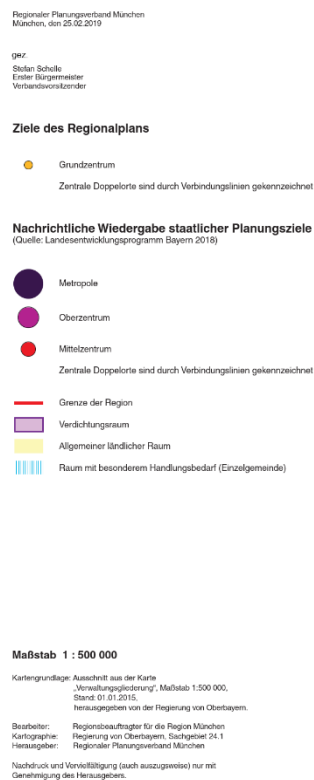 Regionaler Planungsverband München
München, den 25.02.2019
gez.
Stefan Schelle
Erster Bürgermeister
Verbandsvorsitzender
Ziele des Regionalplans
Grundzentrum
Zentrale Doppelorte sind durch Verbindungslinien gekennzeichnet
Nachrichtliche Wiedergabe staatlicher Planungsziele
(Quelle: Landesentwicklungsprogramm Bayern 2018)
Metropole
Oberzentrum
Mittelzentrum
Zentrale Doppelorte sind durch Verbindungslinien gekennzeichnet
Grenze der Region
Verdichtungsraum
Allgemeiner ländlicher Raum
Raum mit besonderem Handlungsbedarf (Einzelgemeinde)
Maßstab 1 : 500 000
Kartengrundlage: Ausschnitt aus der Karte
„Verwaltungsgliederung“, Maßstab 1:500 000,
Stand: 01.01.2015,
herausgegeben von der Regierung von Oberbayern.
Bearbeiter: Regionsbeauftragter für die Region München
Kartographie: Regierung von Oberbayern, Sachgebiet 24.1
Herausgeber: Regionaler Planungsverband München
Nachdruck und Vervielfältigung (auch auszugsweise) nur mit
Genehmigung des Herausgebers.